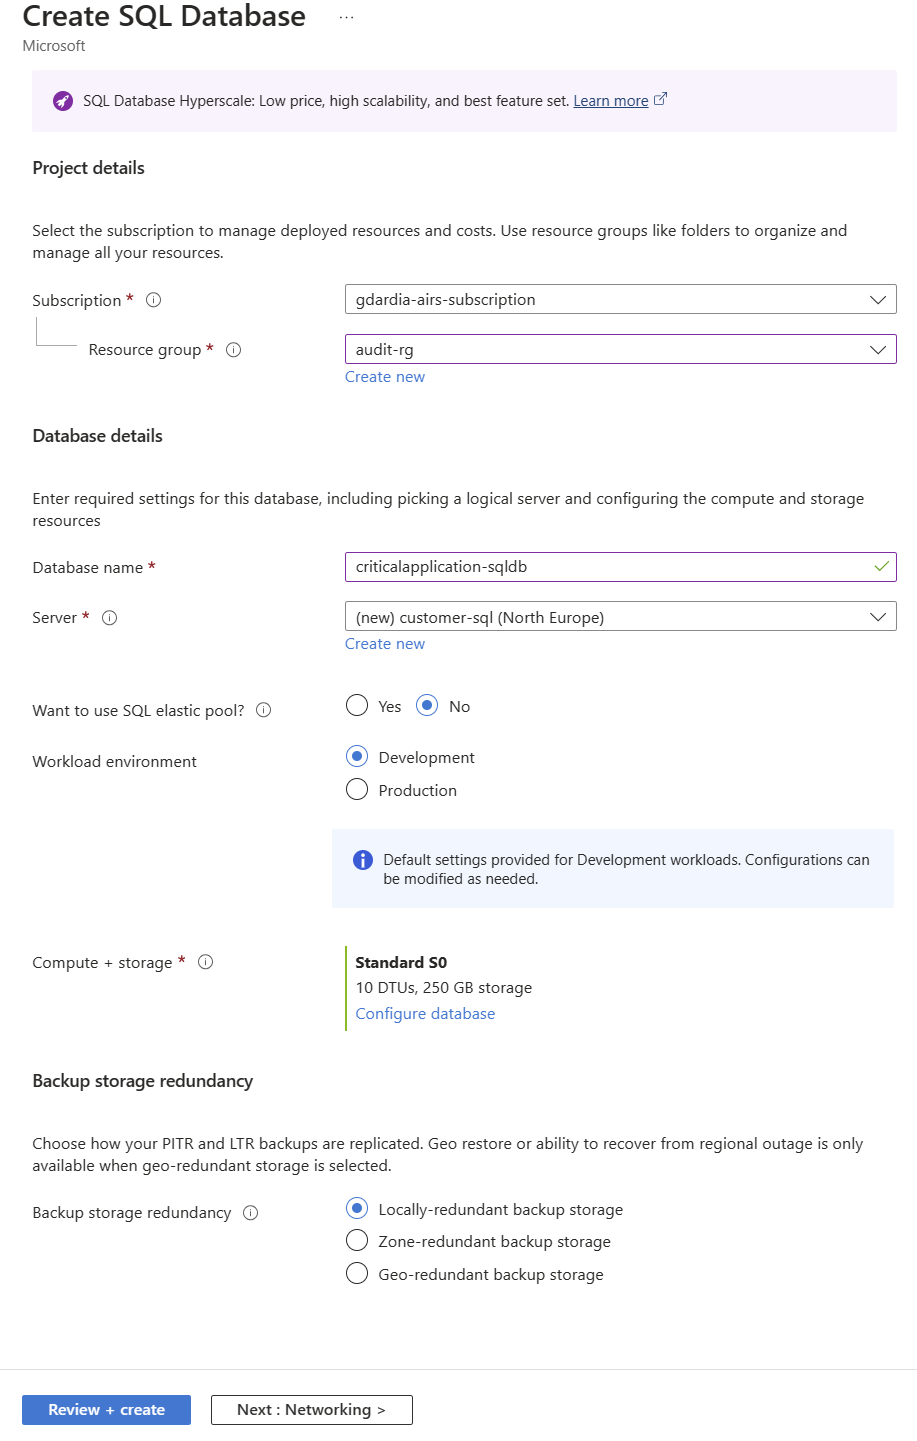 Create SQL Database ...
Microsoft
SQL Database Hyperscale: Low price, high scalability, and best feature set. Learn more
Project details
Select the subscription to manage deployed resources and costs. Use resource groups like folders to organize and
manage all your resources.
Subscription * gdardia-airs-subscription
Resource group * audit-rg
Create new
Database details
Enter required settings for this database, including picking a logical server and configuring the compute and storage
resources
Database name * criticalapplication-sqldb
Server * (new) customer-sql (North Europe)
Create new
Want to use SQL elastic pool? Yes No
Workload environment Development
Production
Default settings provided for Development workloads. Configurations can
be modified as needed.
Compute + storage * Standard S0
10 DTUs, 250 GB storage
Configure database
Backup storage redundancy
Choose how your PITR and LTR backups are replicated. Geo restore or ability to recover from regional outage is only
available when geo-redundant storage is selected.
Backup storage redundancy Locally-redundant backup storage
Zone-redundant backup storage
Geo-redundant backup storage
Review + create Next : Networking >